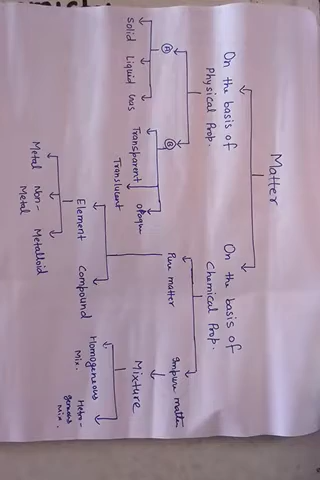 Matter
On the basis of
Physical Prop.
On the basis of
Chemical Prop.
A
B
Solid Liquid Gas
Transparent
Translucent
Opaque
Pure matter
Impure matter
Element
Compound
Mixture
Metal
Non-
Metal
Metalloid
Homogeneous
Mix.
Hetro-
geneous
Mix.